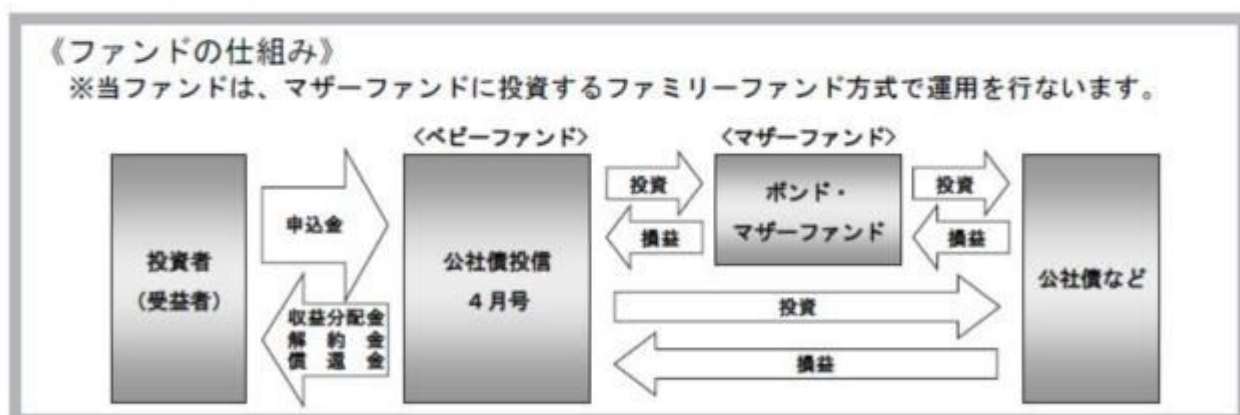 《ファンドの仕組み》
※当ファンドは、マザーファンドに投資するファミリーファンド方式で運用を行ないます。
〈ベビーファンド〉
〈マザーファンド〉
投資者
（受益者）
申込金
収益分配金
解約金
償還金
公社債投信
４月号
投資
損益
ボンド・
マザーファンド
投資
損益
投資
損益
公社債など